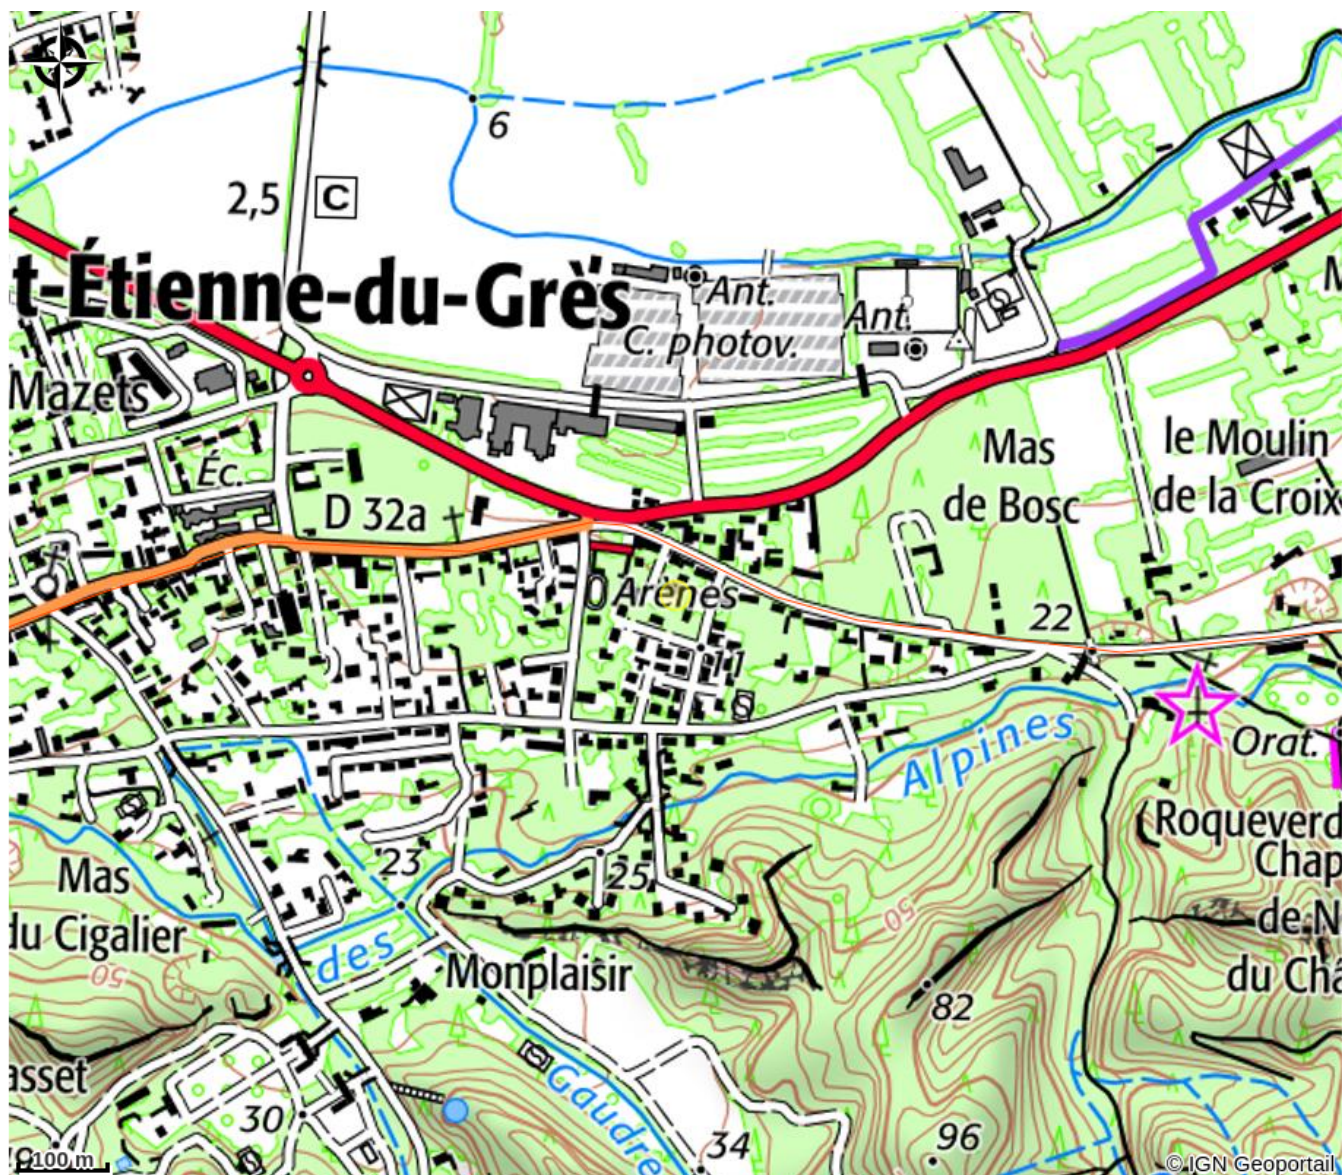 6
2,5
C
t-Étienne-du-Grès
Ant.
Ant.
C. photov.
Mazets
Mas
de Bosc
le Moulin
de la Croix
Éc.
D 32a
Arènes
22
11
Alpines
Orat.
Roqueverd
Chap
de N
du Châ
23
25
50
Mas
du Cigalier
50
des
Monplaisir
82
asset
30
Gaudre
34
96
100 m
© IGN Geoportail